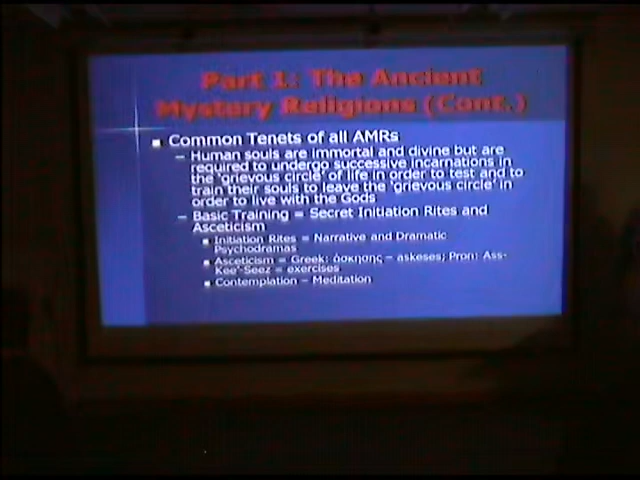 Part 1: The Ancient
Mystery Religions (Cont.)
Common Tenets of all AMRs
– Human souls are immortal and divine but are
required to undergo successive incarnations in
the 'grievous circle' of life in order to test and to
train their souls to leave the 'grievous circle' in
order to live with the Gods
– Basic Training = Secret Initiation Rites and
Asceticism
Initiation Rites = Narrative and Dramatic
Psychodramas
Asceticism = Greek: άσκησης – askeses; Pron: Ass-
Kee'-Seez = exercises
Contemplation – Meditation